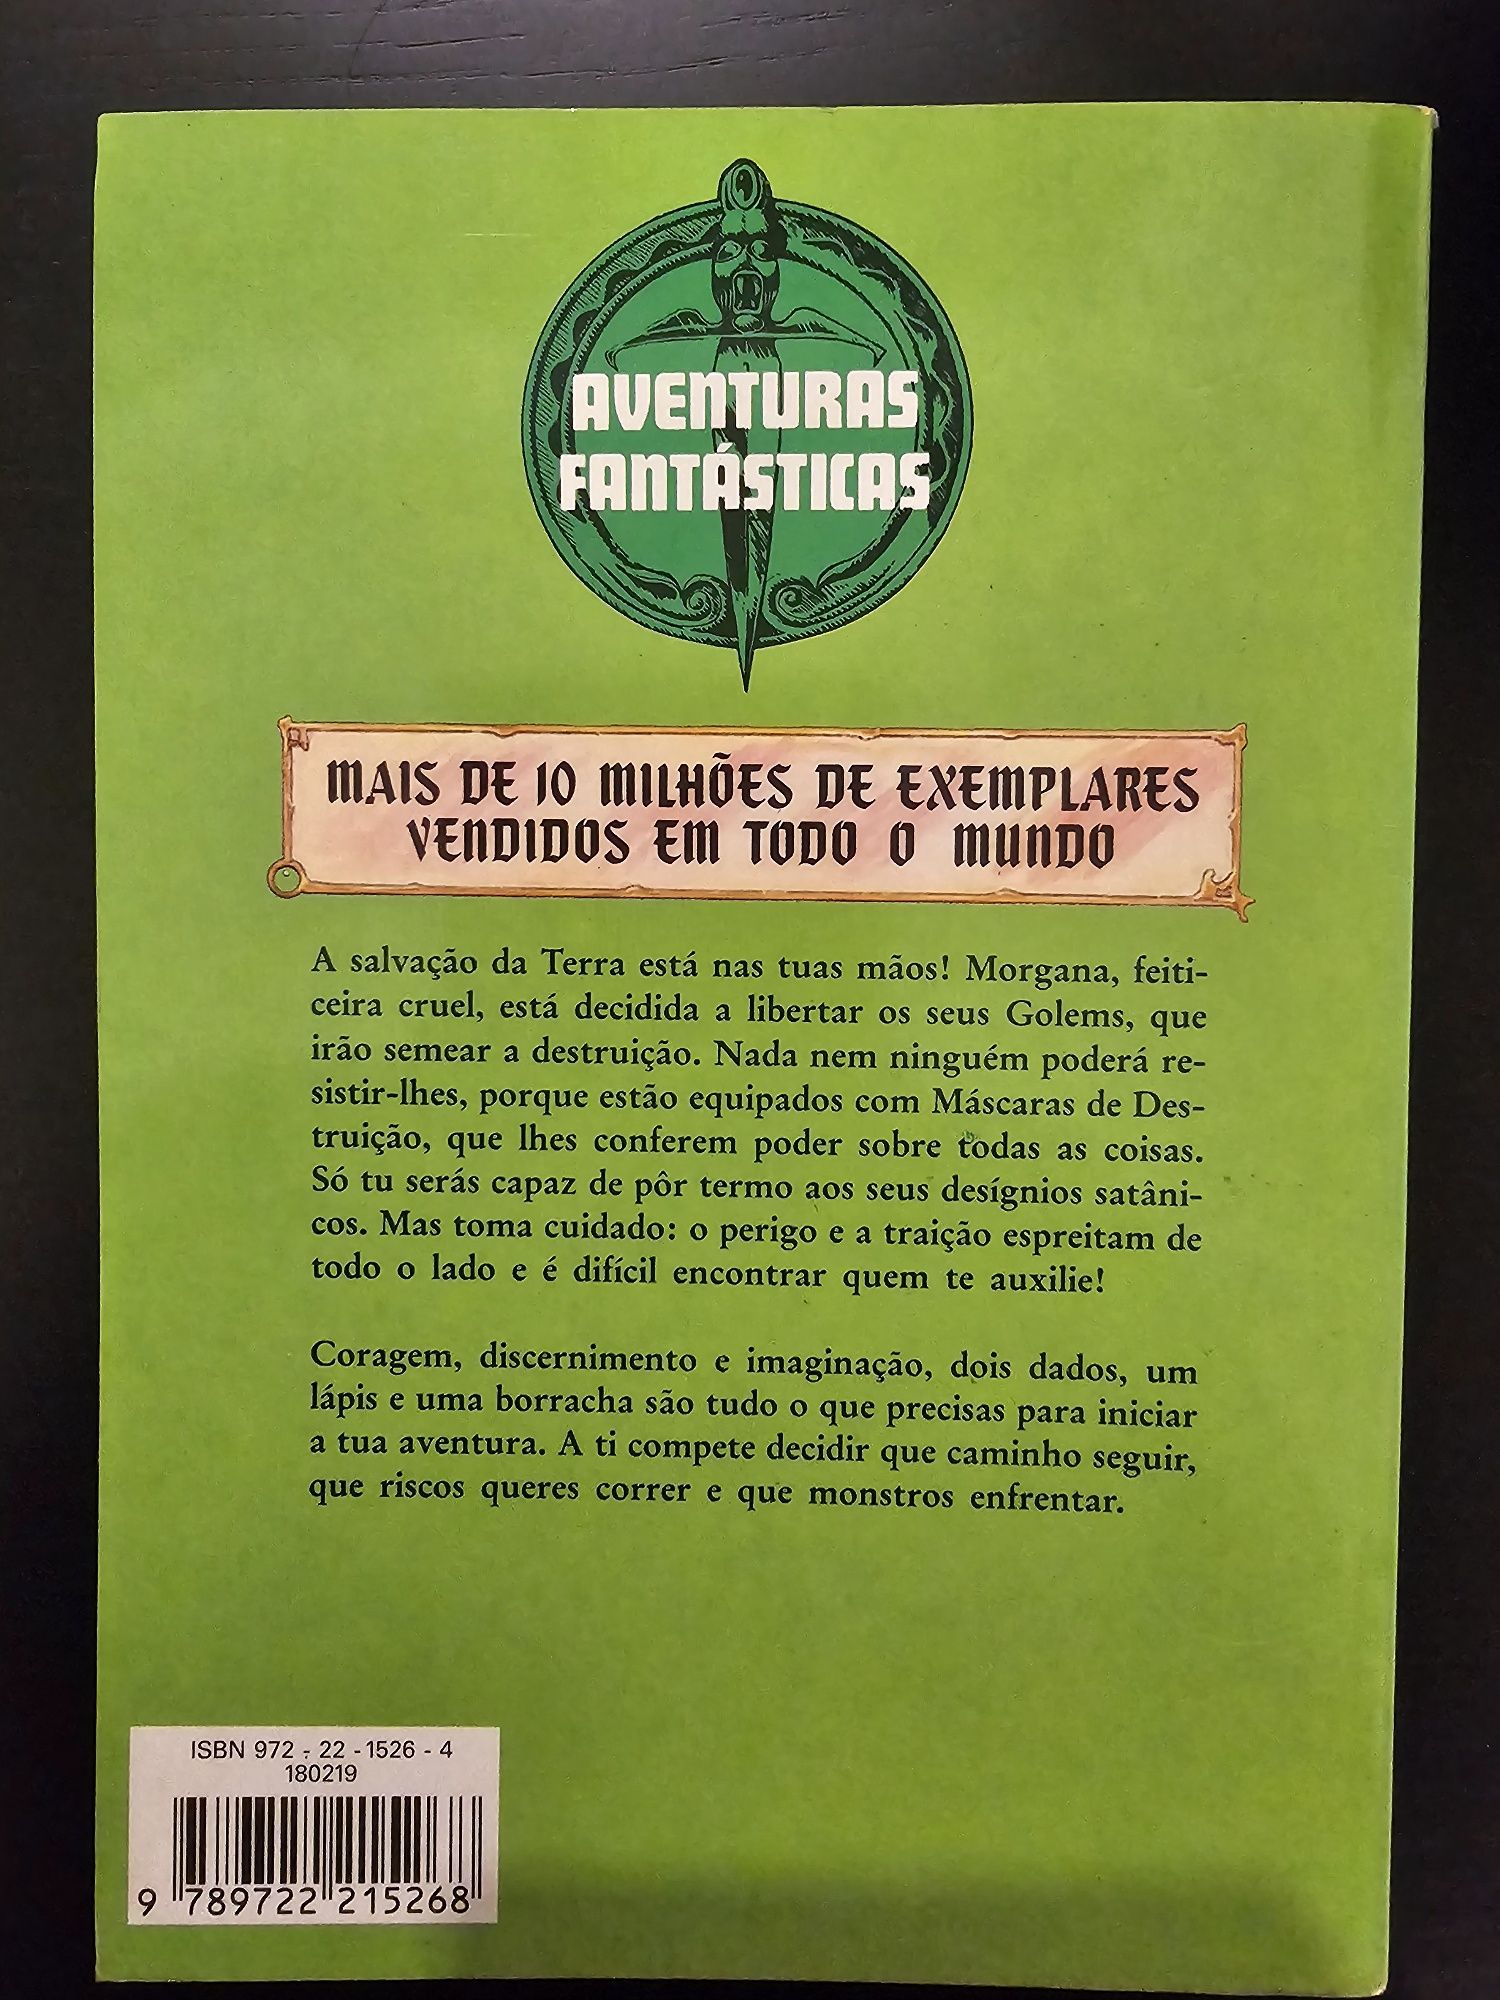 AVENTURAS
FANTÁSTICAS
MAIS DE 10 MILHÕES DE EXEMPLARES
VENDIDOS EM TODO O MUNDO
A salvação da Terra está nas tuas mãos! Morgana, feiti-
ceira cruel, está decidida a libertar os seus Golems, que
irão semear a destruição. Nada nem ninguém poderá re-
sistir-lhes, porque estão equipados com Máscaras de Des-
truição, que lhes conferem poder sobre todas as coisas.
Só tu serás capaz de pôr termo aos seus desígnios satâni-
cos. Mas toma cuidado: o perigo e a traição espreitam de
todo o lado e é difícil encontrar quem te auxilie!
Coragem, discernimento e imaginação, dois dados, um
lápis e uma borracha são tudo o que precisas para iniciar
a tua aventura. A ti compete decidir que caminho seguir,
que riscos queres correr e que monstros enfrentar.
ISBN 972 - 22 - 1526 - 4
180219
9 789722 215268